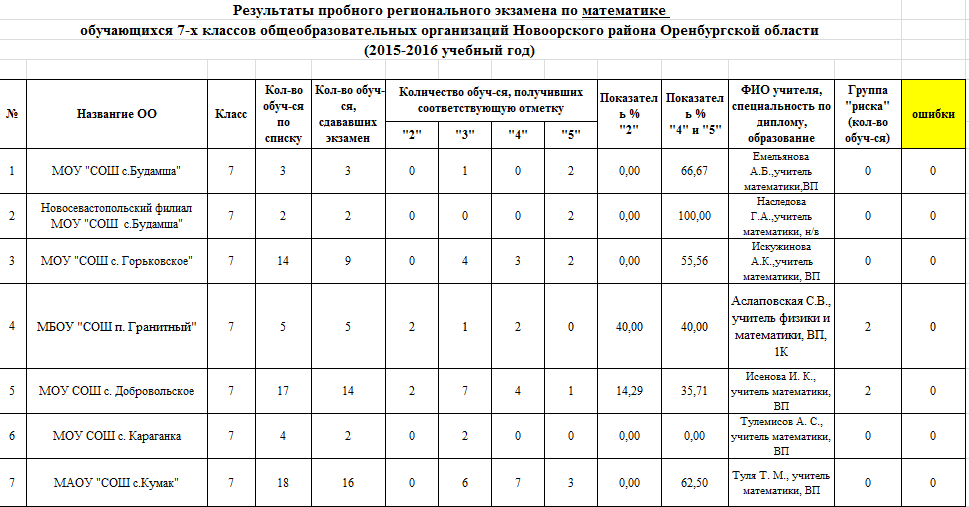 Результаты пробного регионального экзамена по математике
обучающихся 7-х классов общеобразовательных организаций Новоорского района Оренбургской области
(2015-2016 учебный год)
№ Название ОО Класс Кол-во обуч-ся по списку Кол-во обуч-ся, сдававших экзамен Количество обуч-ся, получивших соответствующую отметку "2" "3" "4" "5" Показатель % "2" Показатель % "4" и "5" ФИО учителя, специальность по диплому, образование Группа "риска" (кол-во обуч-ся) ошибки
1 МОУ "СОШ с.Будамша" 7 3 3 0 1 0 2 0,00 66,67 Емельянова А.В.,учитель математики,ВП 0 0
2 Новосевастопольский филиал МОУ "СОШ с.Будамша" 7 2 2 0 0 0 2 0,00 100,00 Наследова Г.А.,учитель математики, н/в 0 0
3 МОУ "СОШ с. Горьковское" 7 14 9 0 4 3 2 0,00 55,56 Искужинова А.К.,учитель математики, ВП 0 0
4 МБОУ "СОШ п. Гранитный" 7 5 5 2 1 2 0 40,00 40,00 Аслаповская С.В., учитель физики и математики, ВП, 1К 2 0
5 МОУ СОШ с. Добровольское 7 17 14 2 7 4 1 14,29 35,71 Исенова И. К., учитель математики, ВП 2 0
6 МОУ СОШ с. Караганка 7 4 2 0 2 0 0 0,00 0,00 Тулемисов А. С., учитель математики, ВП 0 0
7 МАОУ "СОШ с.Кумак" 7 18 16 0 6 7 3 0,00 62,50 Туля Т. М., учитель математики, ВП 0 0